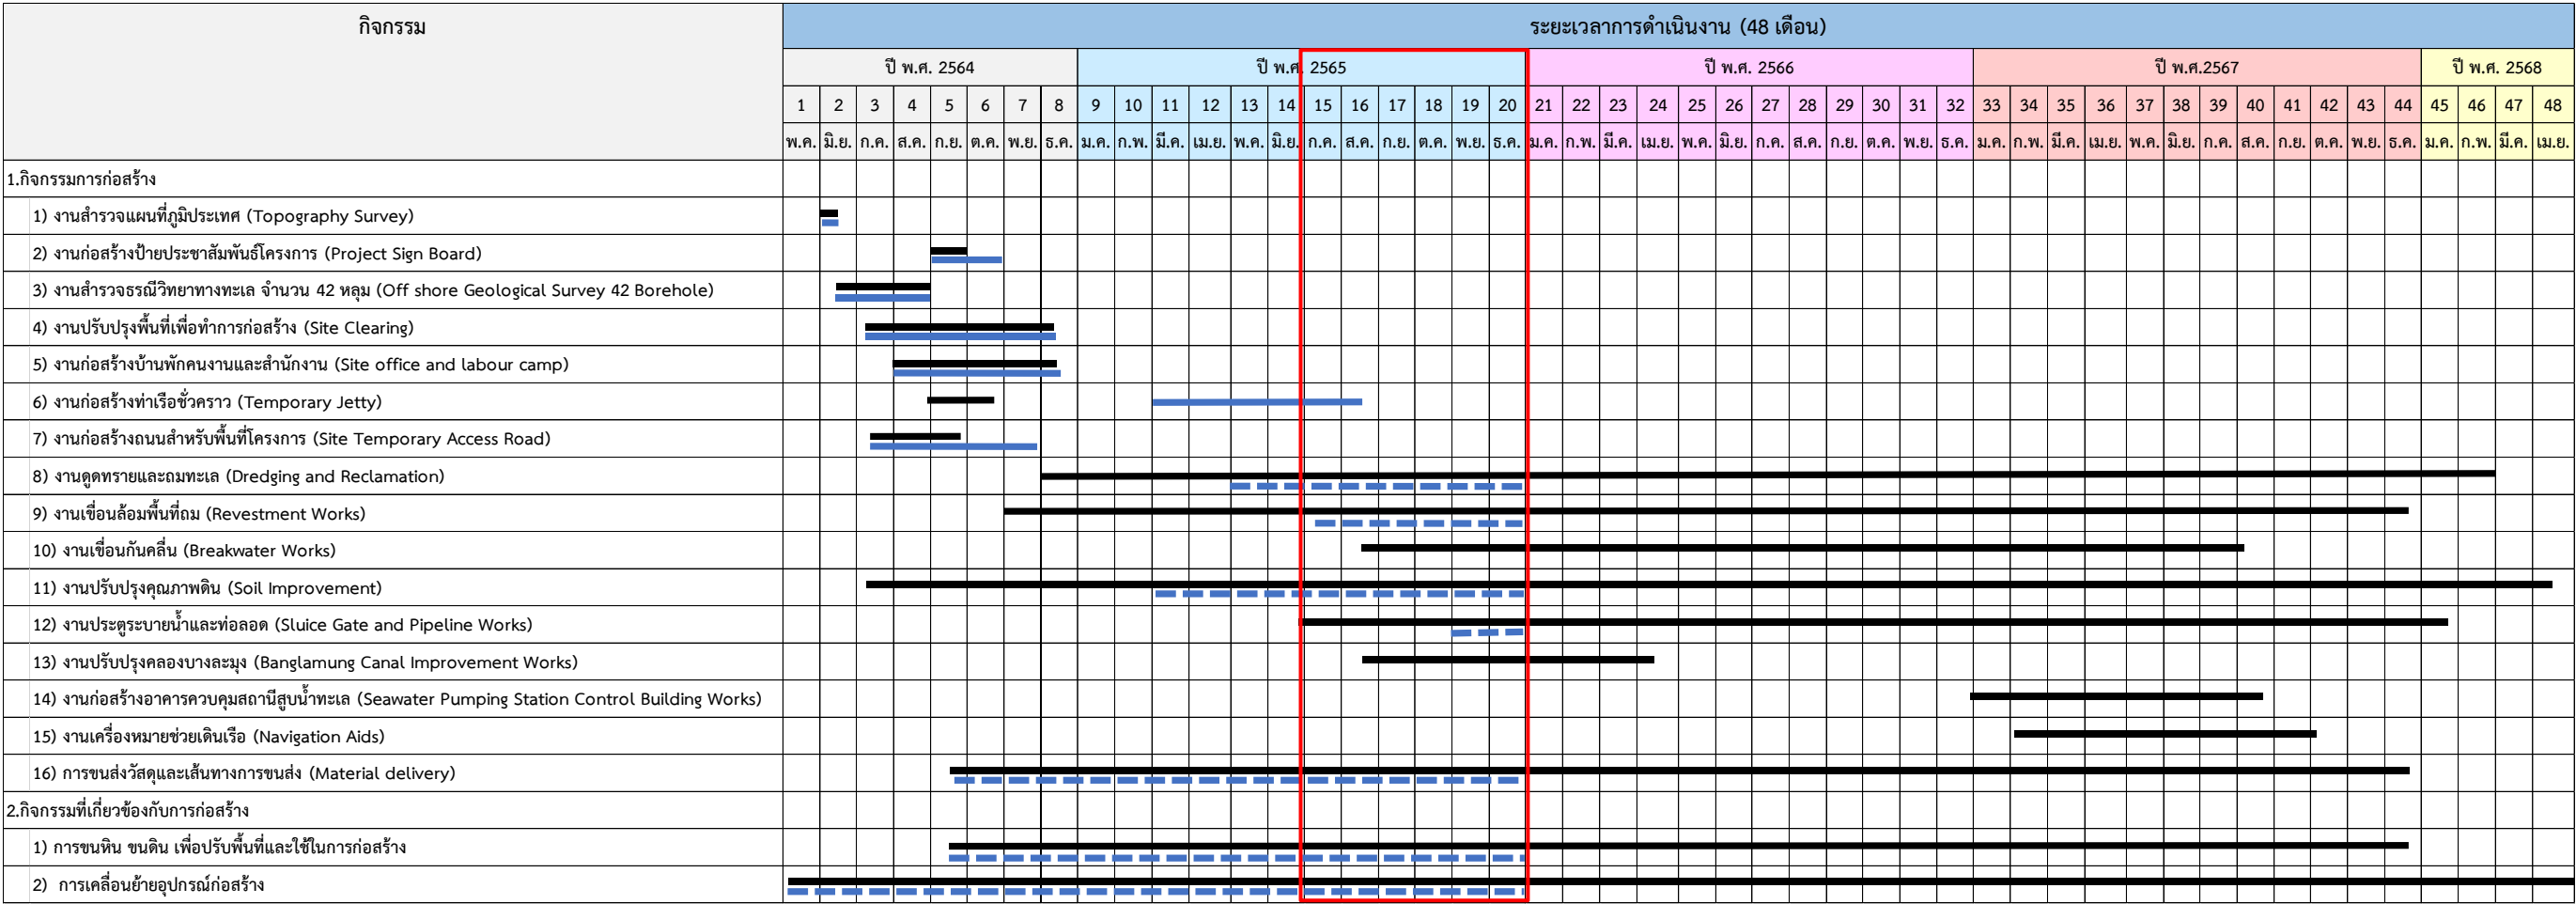 กิจกรรม
ระยะเวลาการดำเนินงาน (48 เดือน)
ปี พ.ศ. 2564
ปี พ.ศ. 2565
ปี พ.ศ. 2566
ปี พ.ศ.2567
ปี พ.ศ. 2568
1 2 3 4 5 6 7 8 9 10 11 12 13 14 15 16 17 18 19 20 21 22 23 24 25 26 27 28 29 30 31 32 33 34 35 36 37 38 39 40 41 42 43 44 45 46 47 48
พ.ค. มิ.ย. ก.ค. ส.ค. ก.ย. ต.ค. พ.ย. ธ.ค. ม.ค. ก.พ. มี.ค. เม.ย. พ.ค. มิ.ย. ก.ค. ส.ค. ก.ย. ต.ค. พ.ย. ธ.ค. ม.ค. ก.พ. มี.ค. เม.ย. พ.ค. มิ.ย. ก.ค. ส.ค. ก.ย. ต.ค. พ.ย. ธ.ค. ม.ค. ก.พ. มี.ค. เม.ย. พ.ค. มิ.ย. ก.ค. ส.ค. ก.ย. ต.ค. พ.ย. ธ.ค. ม.ค. ก.พ. มี.ค. เม.ย.
1.กิจกรรมการก่อสร้าง
1) งานสำรวจแผนที่ภูมิประเทศ (Topography Survey)
2) งานก่อสร้างป้ายประชาสัมพันธ์โครงการ (Project Sign Board)
3) งานสำรวจธรณีวิทยาทางทะเล จำนวน 42 หลุม (Off shore Geological Survey 42 Borehole)
4) งานปรับปรุงพื้นที่เพื่อทำการก่อสร้าง (Site Clearing)
5) งานก่อสร้างบ้านพักคนงานและสำนักงาน (Site office and labour camp)
6) งานก่อสร้างท่าเรือชั่วคราว (Temporary Jetty)
7) งานก่อสร้างถนนสำหรับพื้นที่โครงการ (Site Temporary Access Road)
8) งานดูดทรายและถมทะเล (Dredging and Reclamation)
9) งานเขื่อนล้อมพื้นที่ถม (Revestment Works)
10) งานเขื่อนกันคลื่น (Breakwater Works)
11) งานปรับปรุงคุณภาพดิน (Soil Improvement)
12) งานประตูระบายน้ำและท่อลอด (Sluice Gate and Pipeline Works)
13) งานปรับปรุงคลองบางละมุง (Banglamung Canal Improvement Works)
14) งานก่อสร้างอาคารควบคุมสถานีสูบน้ำทะเล (Seawater Pumping Station Control Building Works)
15) งานเครื่องหมายช่วยเดินเรือ (Navigation Aids)
16) การขนส่งวัสดุและเส้นทางการขนส่ง (Material delivery)
2.กิจกรรมที่เกี่ยวข้องกับการก่อสร้าง
1) การขนหิน ขนดิน เพื่อปรับพื้นที่และใช้ในการก่อสร้าง
2) การเคลื่อนย้ายอุปกรณ์ก่อสร้าง